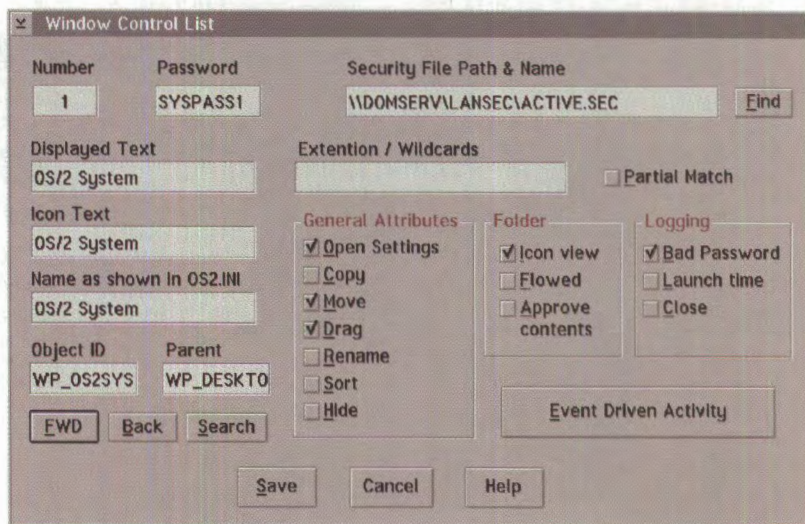 Window Control List
Number Password Security File Path & Name
1 SYSPASS1 \\DOMSERV\LANSEC\ACTIVE.SEC Find
Displayed Text Extention / Wildcards
OS/2 System Partial Match
Icon Text
OS/2 System
Name as shown in OS2.INI
OS/2 System
Object ID Parent
WP_OS2SYS WP_DESKTO
FWD Back Search
General Attributes
Open Settings
Copy
Move
Drag
Rename
Sort
Hide
Folder
Icon view
Flowed
Approve
contents
Logging
Bad Password
Launch time
Close
Event Driven Activity
Save Cancel Help